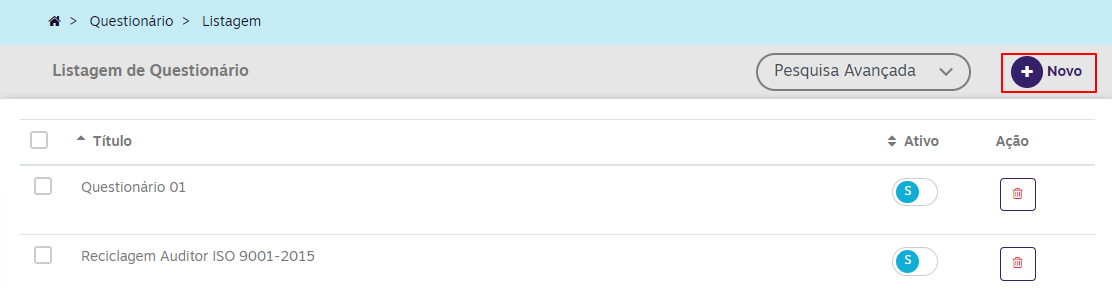 > Questionário > Listagem
Listagem de Questionário Pesquisa Avançada Novo
Título Ativo Ação
Questionário 01 S
Reciclagem Auditor ISO 9001-2015 S